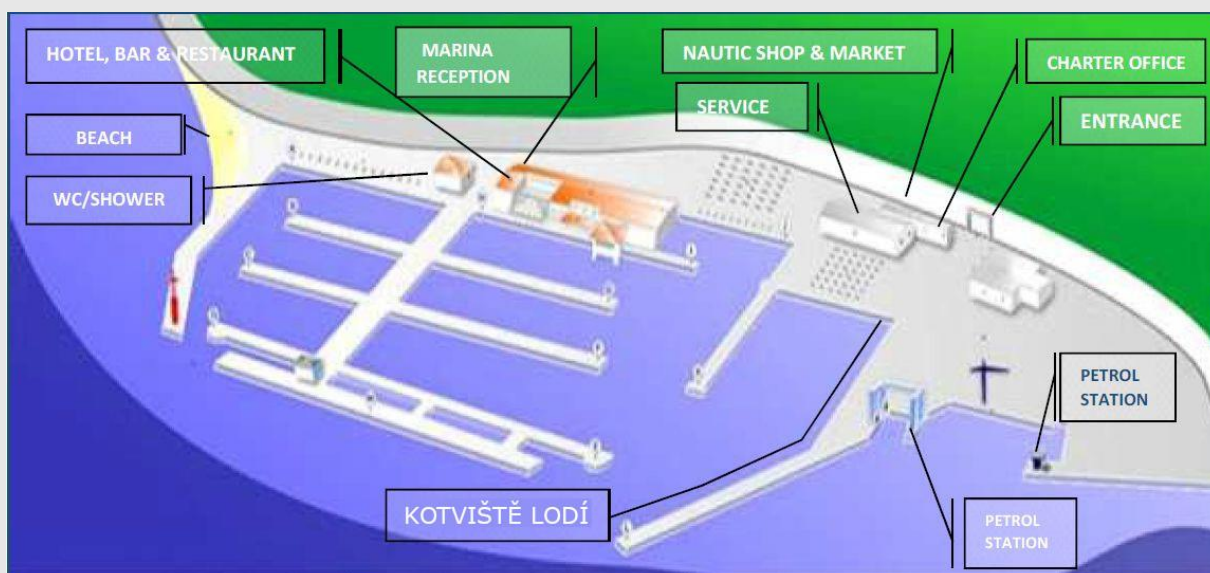 HOTEL, BAR & RESTAURANT
MARINA
RECEPTION
NAUTIC SHOP & MARKET
CHARTER OFFICE
SERVICE
ENTRANCE
BEACH
WC/SHOWER
PETROL
STATION
KOTVIŠTĚ LODÍ
PETROL
STATION